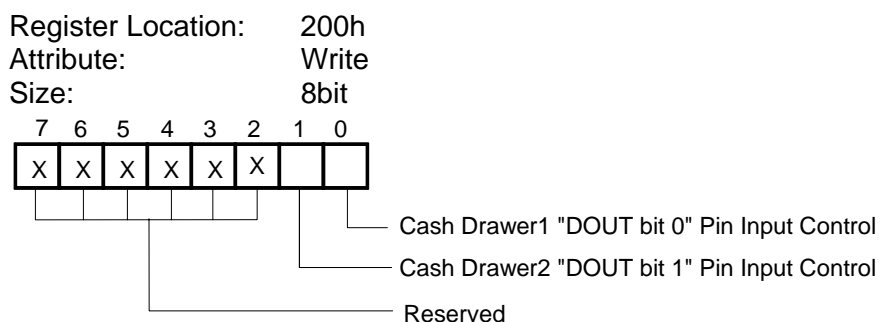 Register Location: 200h
Attribute: Write
Size: 8bit
7 6 5 4 3 2 1 0
X X X X X X
Cash Drawer1 "DOUT bit 0" Pin Input Control
Cash Drawer2 "DOUT bit 1" Pin Input Control
Reserved